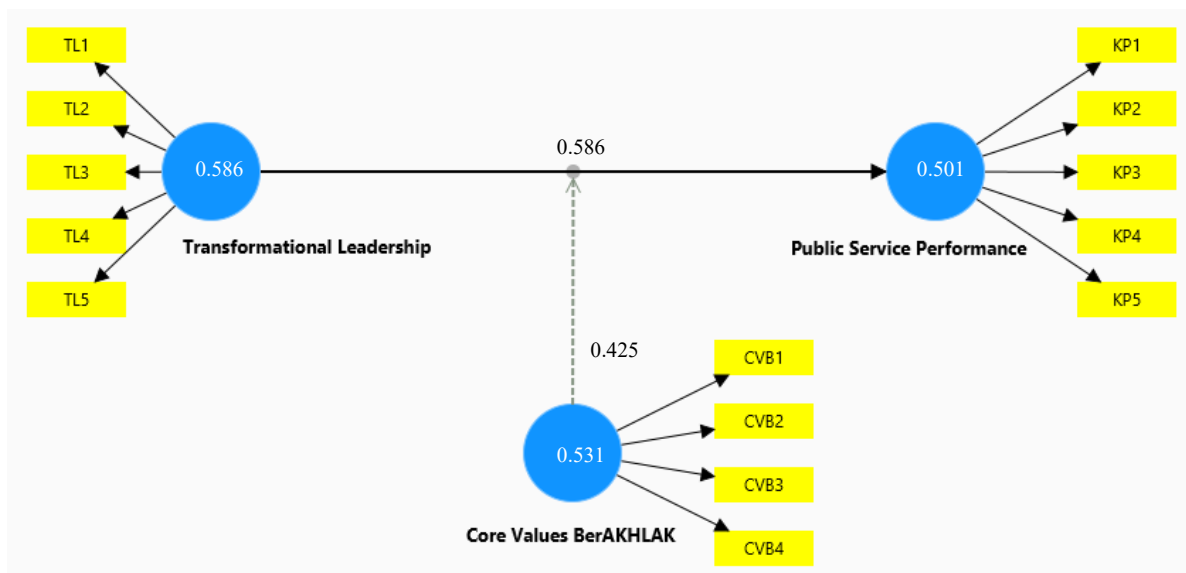 TL1
TL2
TL3
TL4
TL5
0.586
Transformational Leadership
0.586
0.501
Public Service Performance
KP1
KP2
KP3
KP4
KP5
0.425
0.531
Core Values BerAKHLAK
CVB1
CVB2
CVB3
CVB4